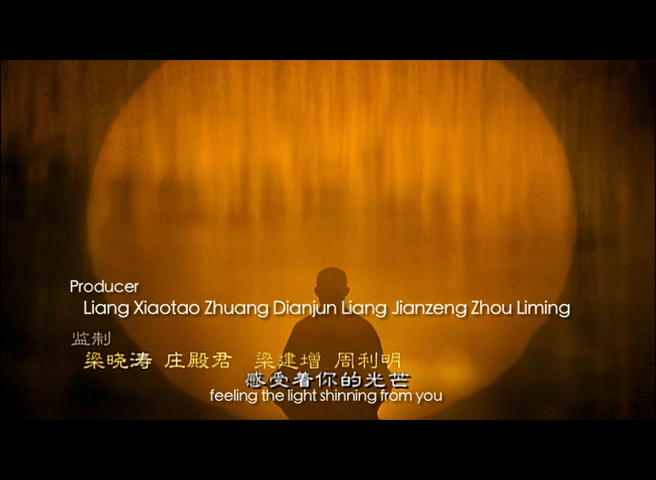 Producer
Liang Xiaotao Zhuang Dianjun Liang Jianzeng Zhou Liming
监制
梁晓涛 庄殿君 梁建增 周利明
感受着你的光芒
feeling the light shinning from you